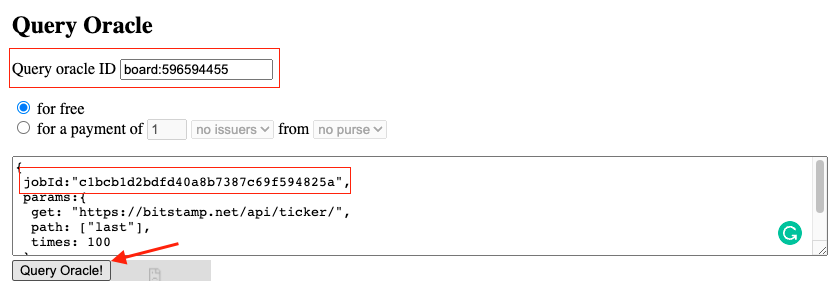 Query Oracle
Query oracle ID board:596594455
for free
for a payment of 1 no issuers from no purse
{
jobId:"c1bcb1d2bdfd40a8b7387c69f594825a",
params:{
get: "https://bitstamp.net/api/ticker/",
path: ["last"],
times: 100
}
Query Oracle!